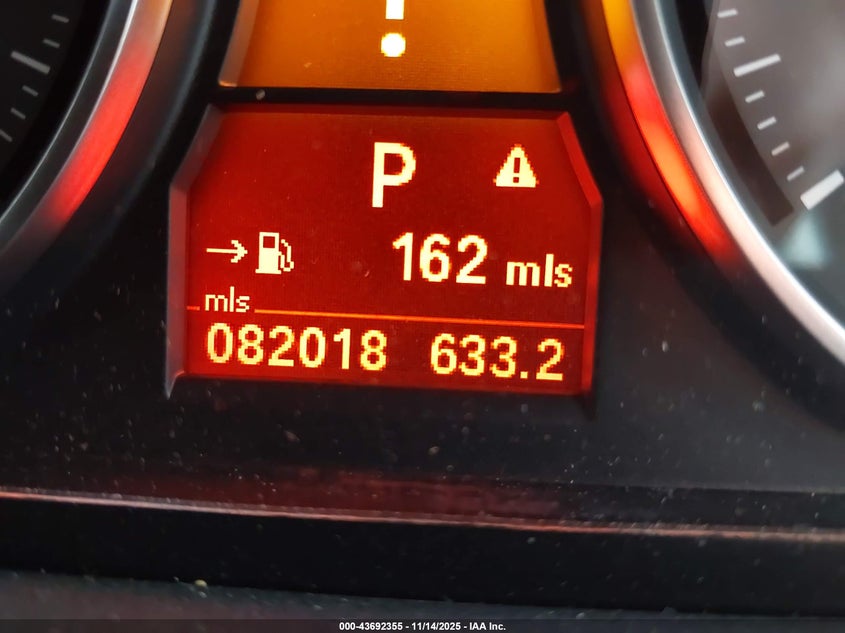 !
P
→ 162 mls
mls
082018 633.2
000-43692355 - 11/14/2025 - IAA Inc.